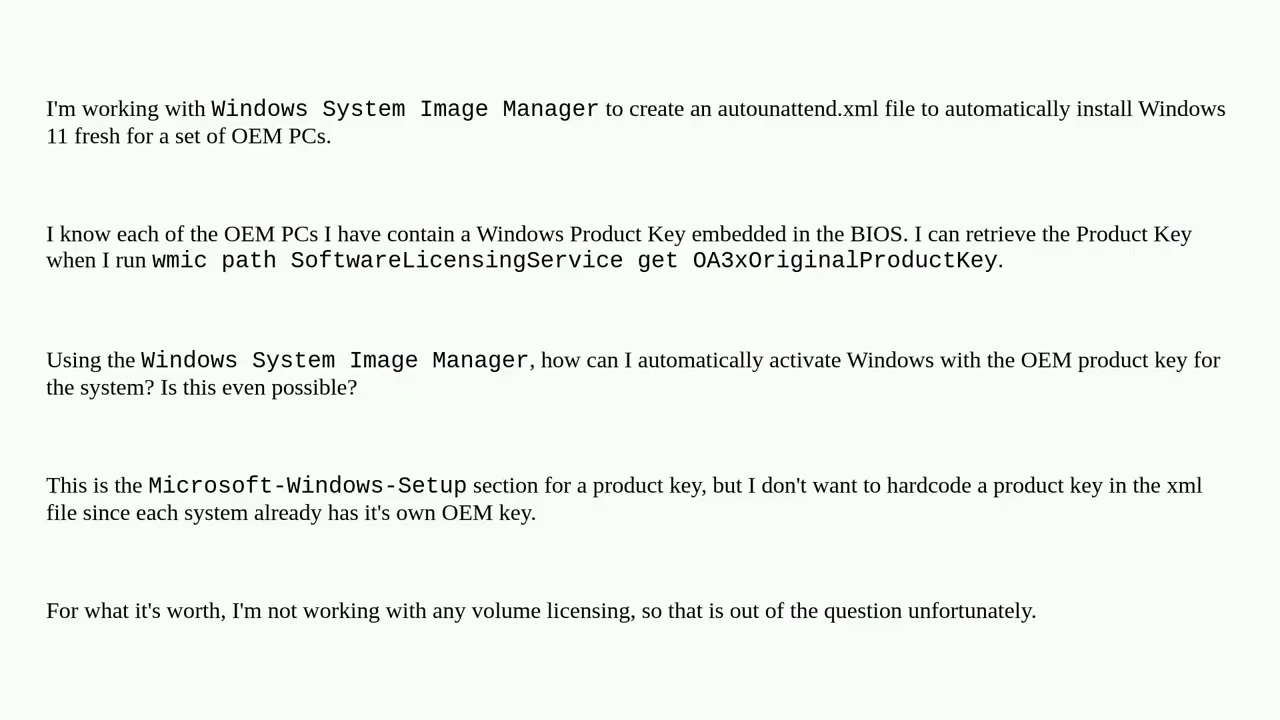 I'm working with Windows System Image Manager to create an autounattend.xml file to automatically install Windows
11 fresh for a set of OEM PCs.
I know each of the OEM PCs I have contain a Windows Product Key embedded in the BIOS. I can retrieve the Product Key
when I run wmic path SoftwareLicensingService get OA3xOriginalProductKey.
Using the Windows System Image Manager, how can I automatically activate Windows with the OEM product key for
the system? Is this even possible?
This is the Microsoft-Windows-Setup section for a product key, but I don't want to hardcode a product key in the xml
file since each system already has it's own OEM key.
For what it's worth, I'm not working with any volume licensing, so that is out of the question unfortunately.